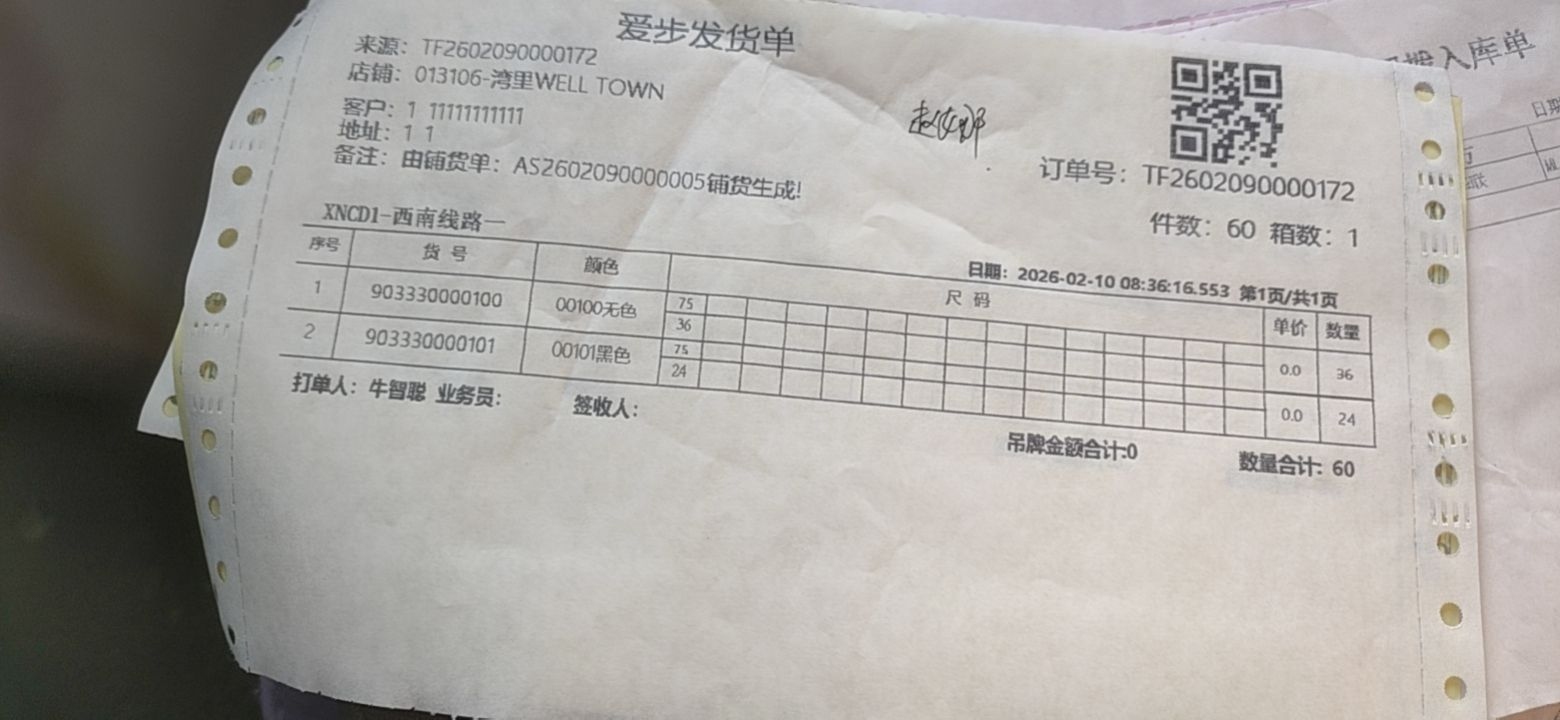 爱步发货单
来源：TF2602090000172
店铺：013106-湾里WELL TOWN
客户：1 11111111111
地址：1 1
备注：由铺货单：AS2602090000005铺货生成!
订单号：TF2602090000172
件数：60 箱数：1
XNCD1-西南线路一
日期：2026-02-10 08:36:16.553 第1页/共1页
序号 货 号 颜色 尺 码 单价 数量
1 903330000100 00100无色 75 0.0 36
36
2 903330000101 00101黑色 75 0.0 24
24
打单人：牛智聪 业务员： 签收人：
吊牌金额合计:0 数量合计：60
入库单
日期